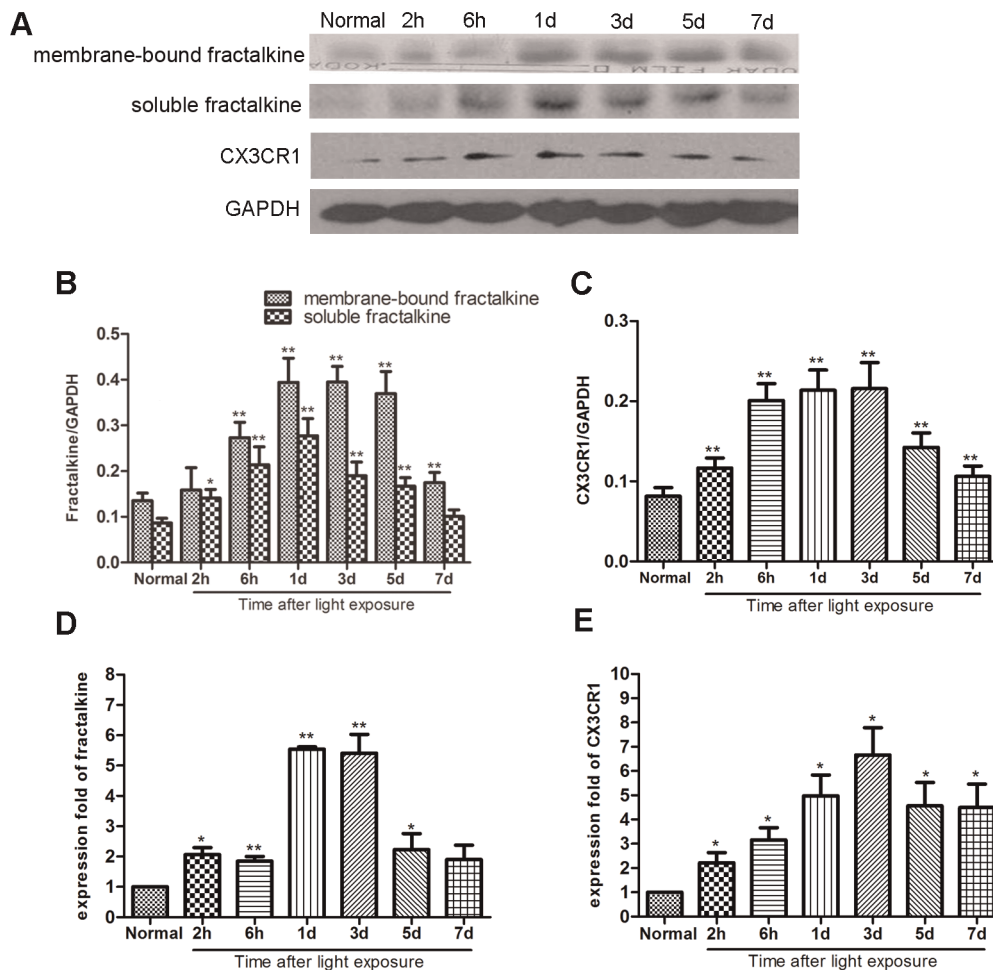 A
Normal 2h 6h 1d 3d 5d 7d
membrane-bound fractalkine
soluble fractalkine
CX3CR1
GAPDH
B
membrane-bound fractalkine
soluble fractalkine
Fractalkine/GAPDH
0.5
0.4
0.3
0.2
0.1
0.0
* ** ** ** ** ** ** ** ** ** **
Normal 2h 6h 1d 3d 5d 7d
Time after light exposure
C
CX3CR1/GAPDH
0.3
0.2
0.1
0.0
** ** ** ** ** **
Normal 2h 6h 1d 3d 5d 7d
Time after light exposure
D
expression fold of fractalkine
8
7
6
5
4
3
2
1
0
* ** ** ** *
Normal 2h 6h 1d 3d 5d 7d
Time after light exposure
E
expression fold of CX3CR1
10
9
8
7
6
5
4
3
2
1
0
* * * * * *
Normal 2h 6h 1d 3d 5d 7d
Time after light exposure